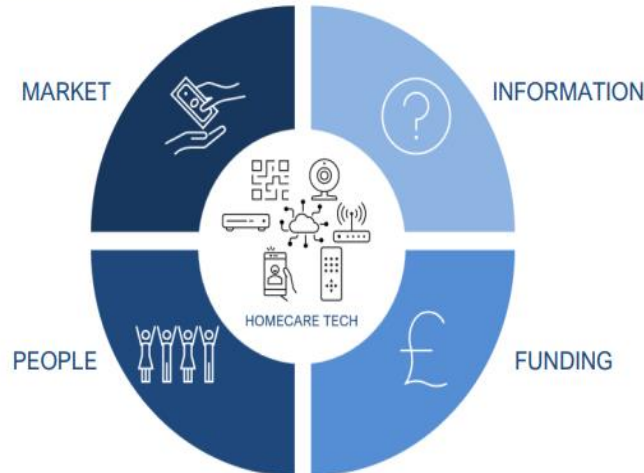 MARKET
INFORMATION
?
HOMECARE TECH
PEOPLE
£
FUNDING